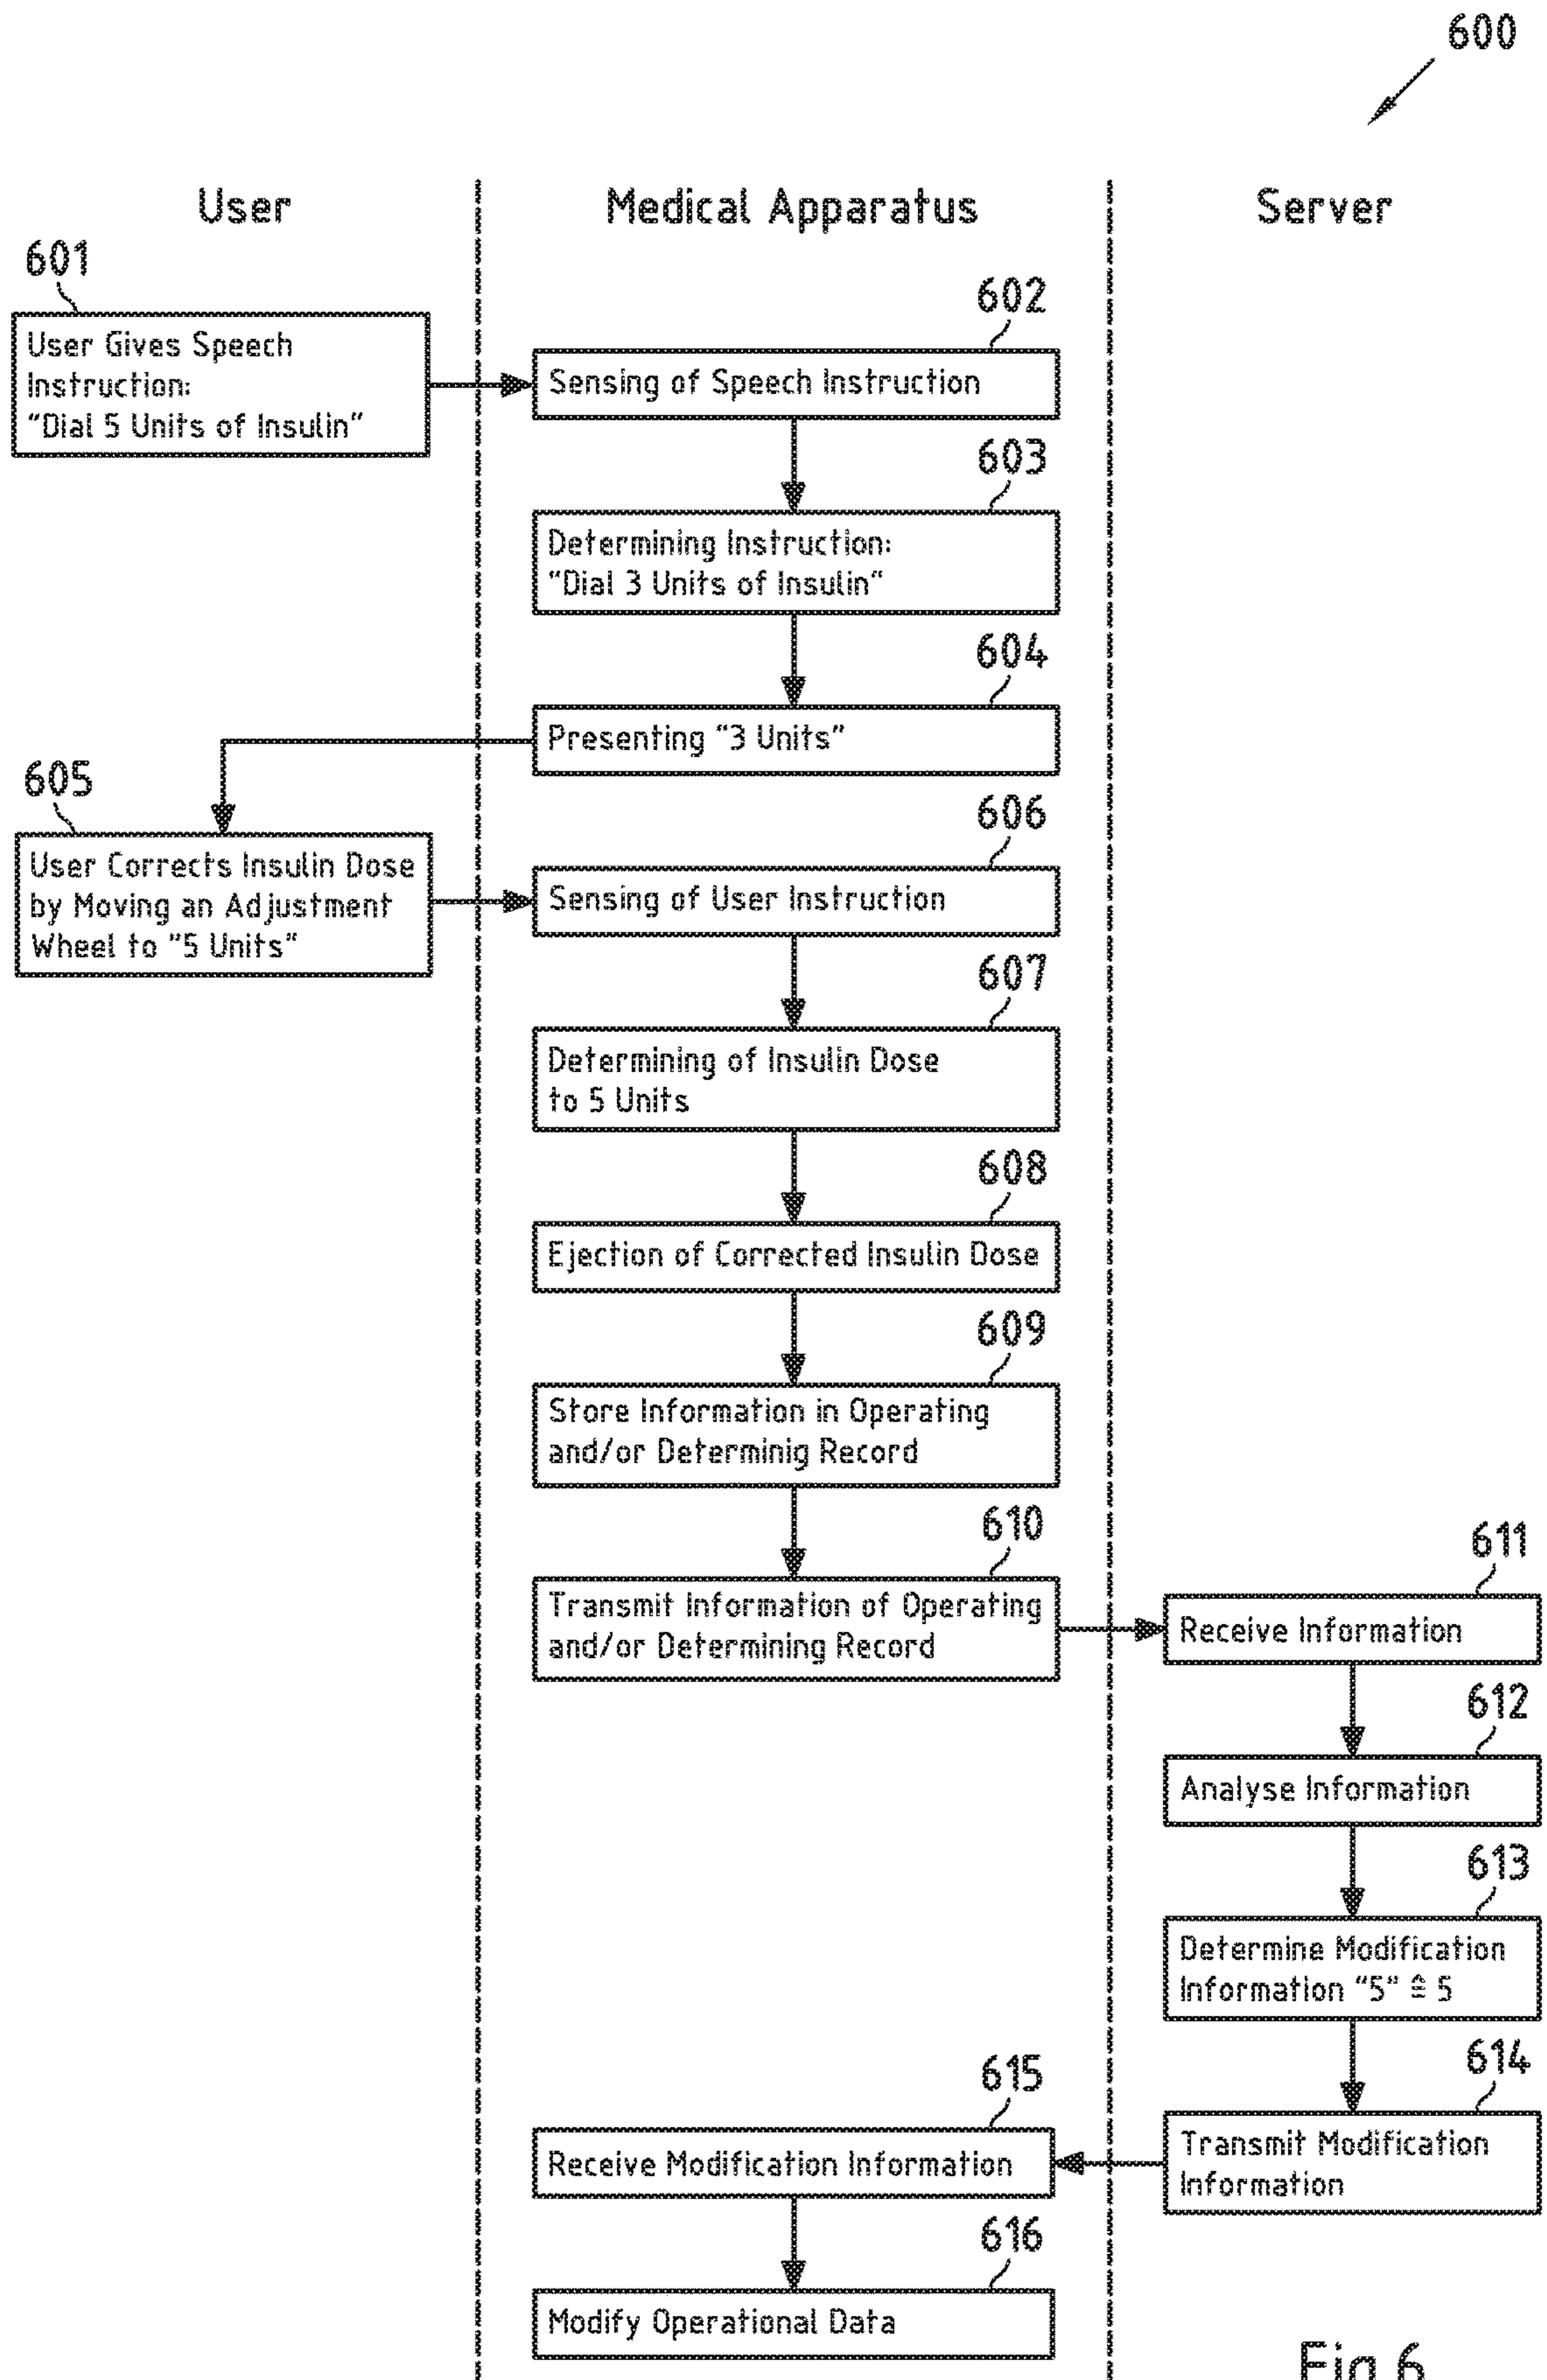 600
User
Medical Apparatus
Server
601
User Gives Speech
Instruction:
"Dial 5 Units of Insulin"
602
Sensing of Speech Instruction
603
Determining Instruction:
"Dial 3 Units of Insulin"
604
Presenting "3 Units"
605
User Corrects Insulin Dose
by Moving an Adjustment
Wheel to "5 Units"
606
Sensing of User Instruction
607
Determining of Insulin Dose
to 5 Units
608
Ejection of Corrected Insulin Dose
609
Store Information in Operating
and/or Determinig Record
610
Transmit Information of Operating
and/or Determining Record
611
Receive Information
612
Analyse Information
613
Determine Modification
Information "5" ≙ 5
614
Transmit Modification
Information
615
Receive Modification Information
616
Modify Operational Data
Fig.6